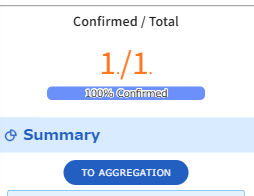 Confirmed / Total
1./1.
100% Confirmed
Summary
TO AGGREGATION